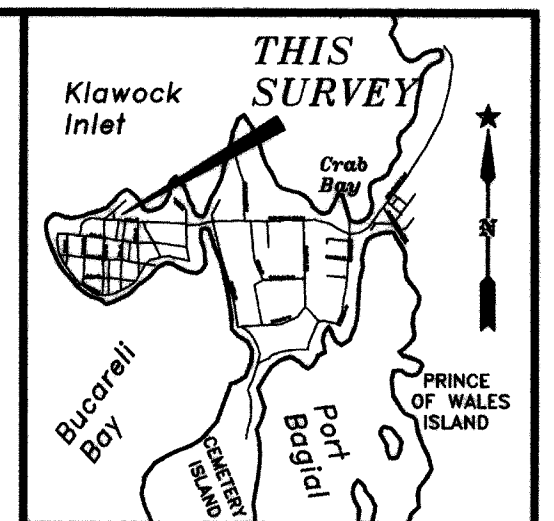 THIS
SURVEY
Klawock
Inlet
Crab
Bay
N
PRINCE
OF WALES
ISLAND
Bucareli
Bay
Port
Bagial
CEMETERY
ISLAND